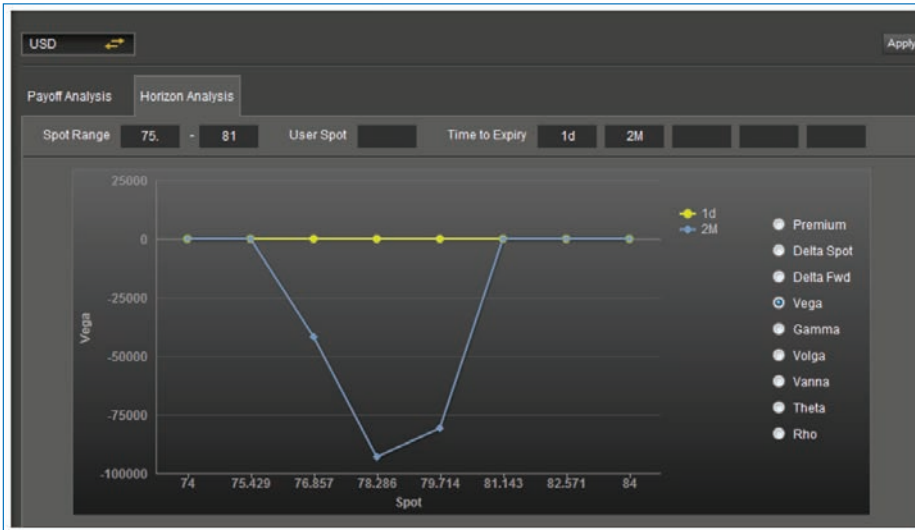 USD
Apply
Payoff Analysis Horizon Analysis
Spot Range 75. - 81 User Spot Time to Expiry 1d 2M
25000
0
-25000
-50000
-75000
-100000
Vega
74 75.429 76.857 78.286 79.714 81.143 82.571 84
Spot
1d
2M
Premium
Delta Spot
Delta Fwd
Vega
Gamma
Volga
Vanna
Theta
Rho